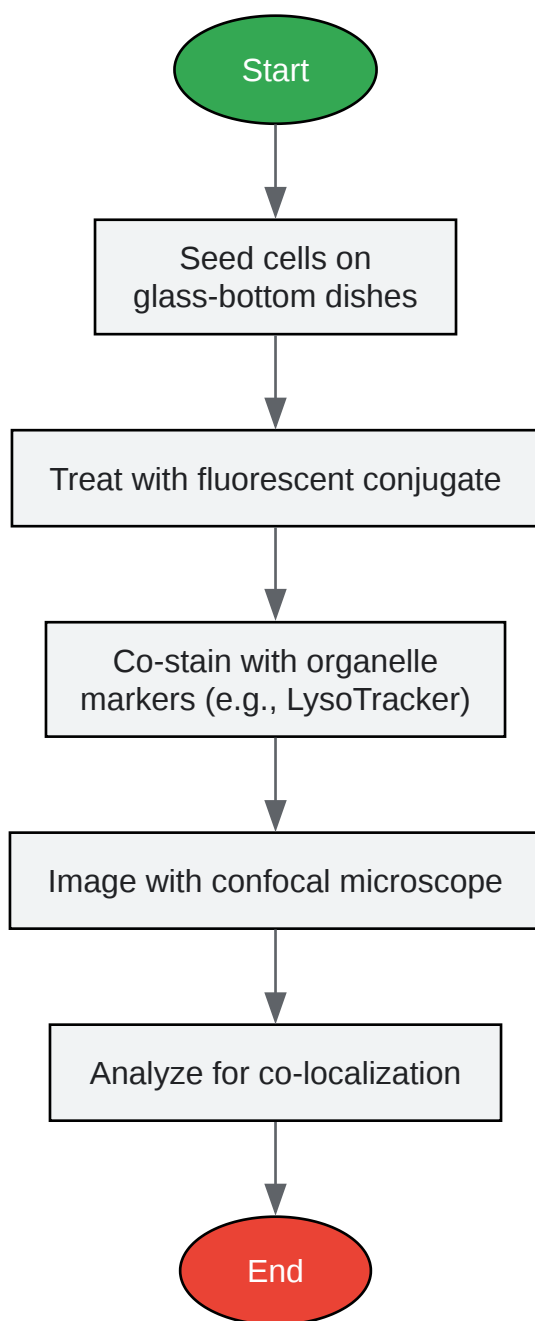 Start
Seed cells on
glass-bottom dishes
Treat with fluorescent conjugate
Co-stain with organelle
markers (e.g., LysoTracker)
Image with confocal microscope
Analyze for co-localization
End